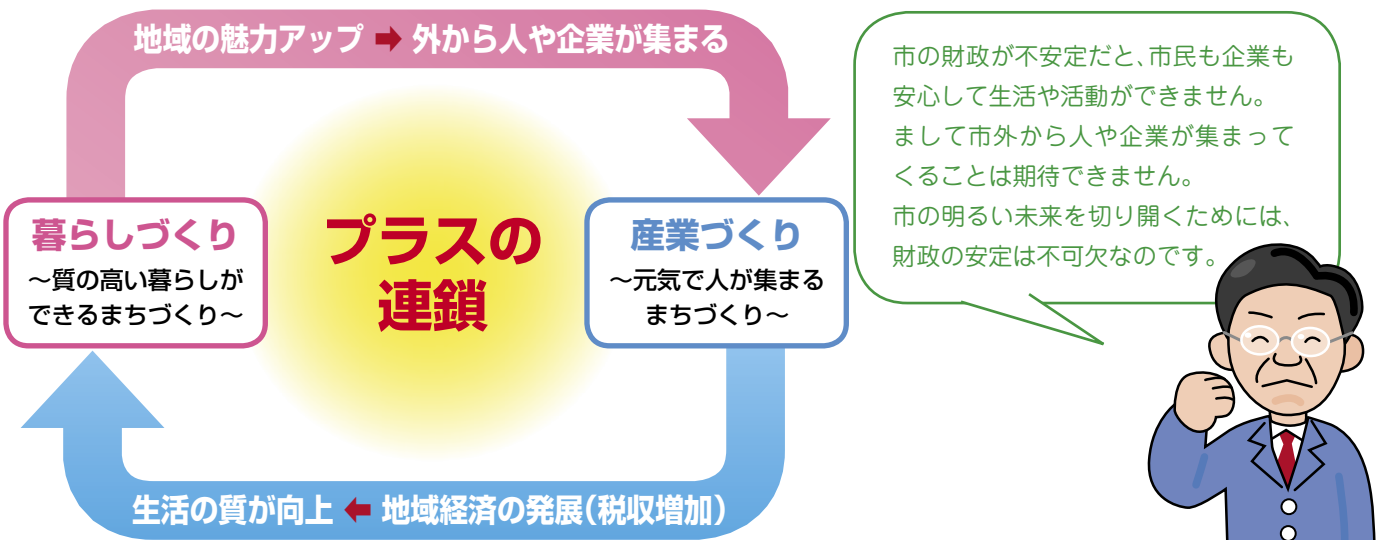 地域の魅力アップ ➡ 外から人や企業が集まる
暮らしづくり
～質の高い暮らしが
できるまちづくり～
プラスの
連鎖
産業づくり
～元気で人が集まる
まちづくり～
生活の質が向上 ⬅ 地域経済の発展（税収増加）
市の財政が不安定だと、市民も企業も
安心して生活や活動ができません。
まして市外から人や企業が集まって
くることは期待できません。
市の明るい未来を切り開くためには、
財政の安定は不可欠なのです。